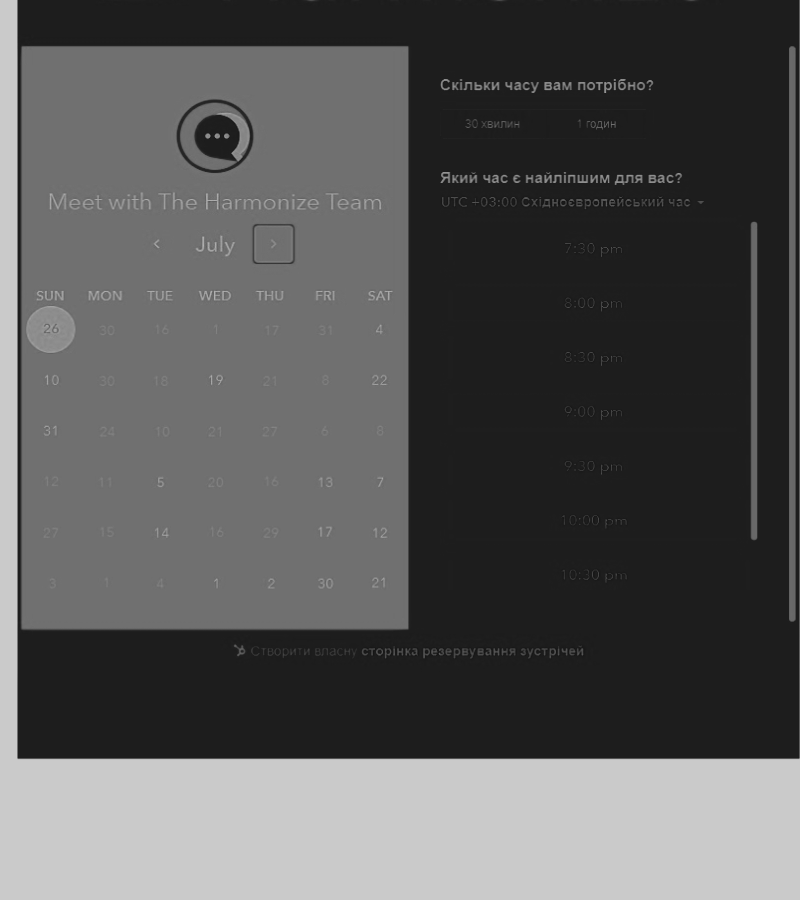 Meet with The Harmonize Team
July
SUN MON TUE WED THU FRI SAT
26 30 16 1 17 31 4
10 30 18 19 21 8 22
31 24 10 21 27 6 8
12 11 5 20 16 13 7
27 15 14 16 29 17 12
3 1 4 1 2 30 21
Скільки часу вам потрібно?
30 хвилин 1 годин
Який час є найліпшим для вас?
UTC +03:00 Східноєвропейський час
7:30 pm
8:00 pm
8:30 pm
9:00 pm
9:30 pm
10:00 pm
10:30 pm
Створити власну сторінка резервування зустрічей